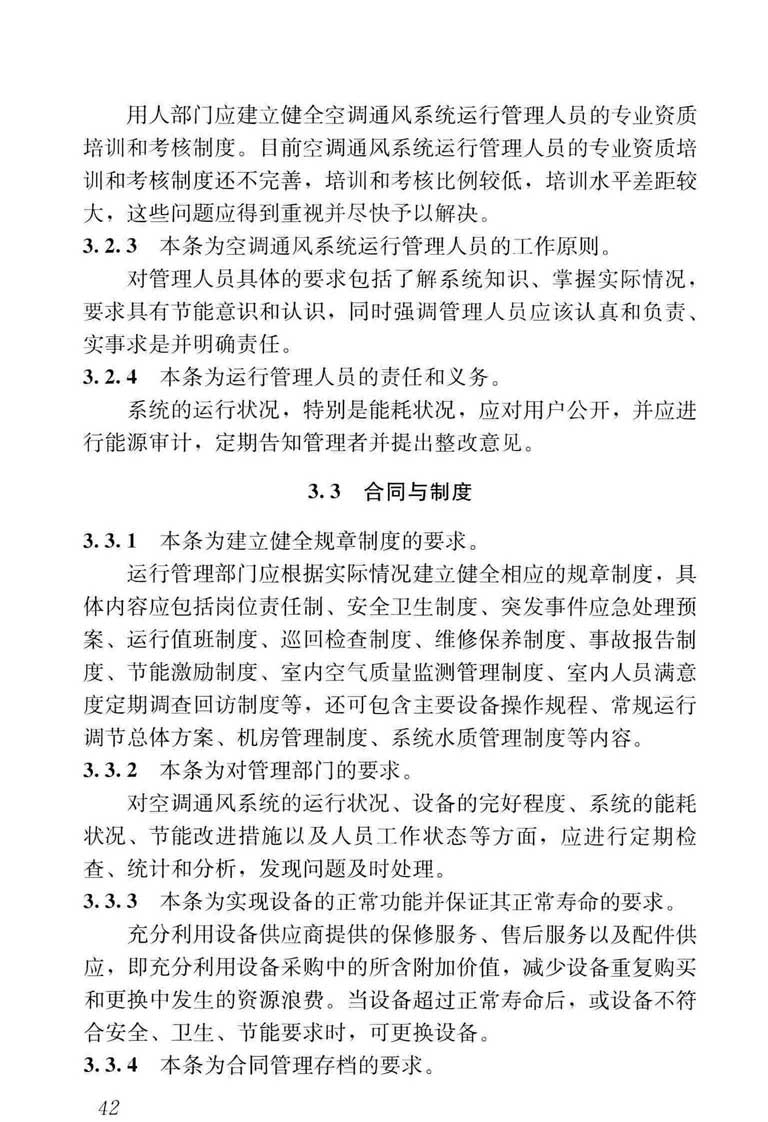 用人部门应建立健全空调通风系统运行管理人员的专业资质
培训和考核制度。目前空调通风系统运行管理人员的专业资质培
训和考核制度还不完善，培训和考核比例较低，培训水平差距较
大，这些问题应得到重视并尽快予以解决。
3.2.3 本条为空调通风系统运行管理人员的工作原则。
对管理人员具体的要求包括了解系统知识、掌握实际情况，
要求具有节能意识和认识，同时强调管理人员应该认真和负责、
实事求是并明确责任。
3.2.4 本条为运行管理人员的责任和义务。
系统的运行状况，特别是能耗状况，应对用户公开，并应进
行能源审计，定期告知管理者并提出整改意见。
3.3 合同与制度
3.3.1 本条为建立健全规章制度的要求。
运行管理部门应根据实际情况建立健全相应的规章制度，具
体内容应包括岗位责任制、安全卫生制度、突发事件应急处理预
案、运行值班制度、巡回检查制度、维修保养制度、事故报告制
度、节能激励制度、室内空气质量监测管理制度、室内人员满意
度定期调查回访制度等，还可包含主要设备操作规程、常规运行
调节总体方案、机房管理制度、系统水质管理制度等内容。
3.3.2 本条为对管理部门的要求。
对空调通风系统的运行状况、设备的完好程度、系统的能耗
状况、节能改进措施以及人员工作状态等方面，应进行定期检
查、统计和分析，发现问题及时处理。
3.3.3 本条为实现设备的正常功能并保证其正常寿命的要求。
充分利用设备供应商提供的保修服务、售后服务以及配件供
应，即充分利用设备采购中的所含附加价值，减少设备重复购买
和更换中发生的资源浪费。当设备超过正常寿命后，或设备不符
合安全、卫生、节能要求时，可更换设备。
3.3.4 本条为合同管理存档的要求。
42